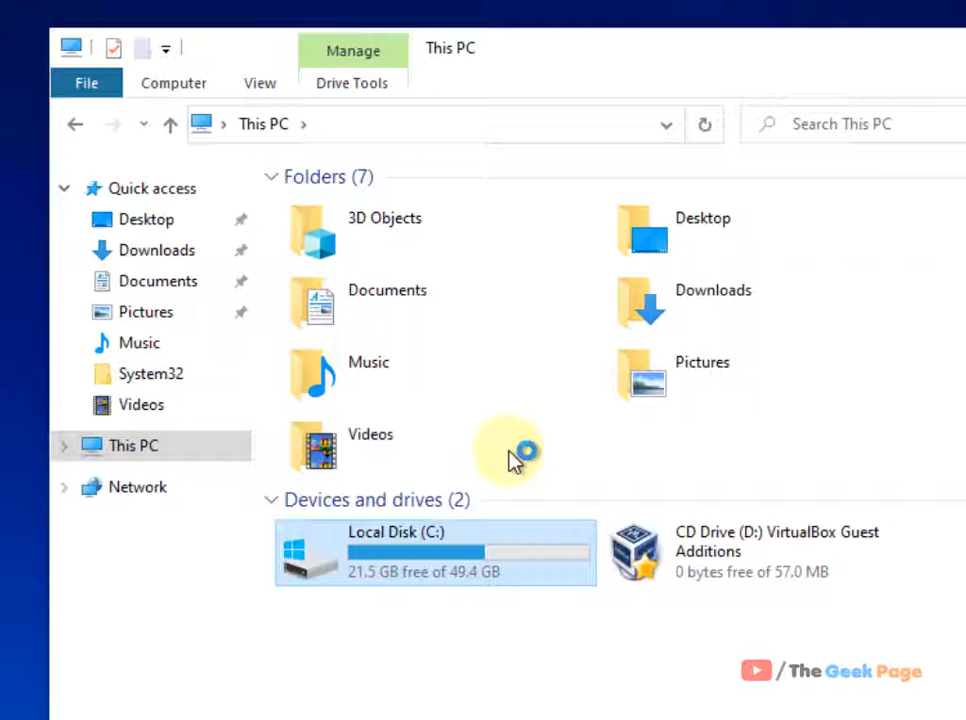 Manage
This PC
File
Computer
View
Drive Tools
This PC
Search This PC
Quick access
Desktop
Downloads
Documents
Pictures
Music
System32
Videos
This PC
Network
Folders (7)
3D Objects
Desktop
Documents
Downloads
Music
Pictures
Videos
Devices and drives (2)
Local Disk (C:)
21.5 GB free of 49.4 GB
CD Drive (D:) VirtualBox Guest
Additions
0 bytes free of 57.0 MB
/ The Geek Page